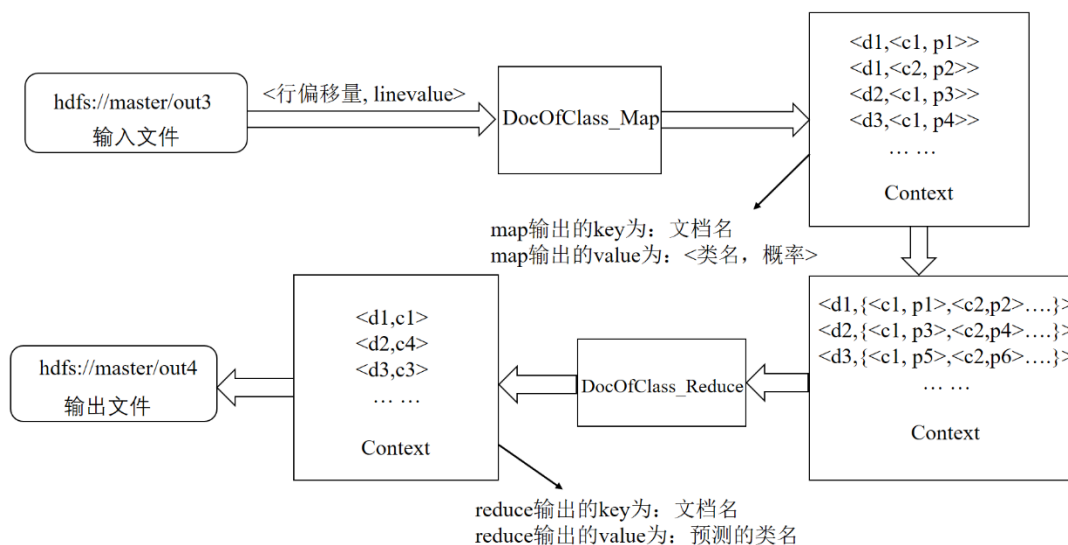 hdfs://master/out3
输入文件
<行偏移量, linevalue>
DocOfClass_Map
<d1,<c1, p1>>
<d1,<c2, p2>>
<d2,<c1, p3>>
<d3,<c1, p4>>
… …
Context
map输出的key为：文档名
map输出的value为：<类名，概率>
<d1,{<c1, p1>,<c2,p2>….}>
<d2,{<c1, p3>,<c2,p4>….}>
<d3,{<c1, p5>,<c2,p6>….}>
… …
Context
DocOfClass_Reduce
<d1,c1>
<d2,c4>
<d3,c3>
… …
Context
hdfs://master/out4
输出文件
reduce输出的key为：文档名
reduce输出的value为：预测的类名